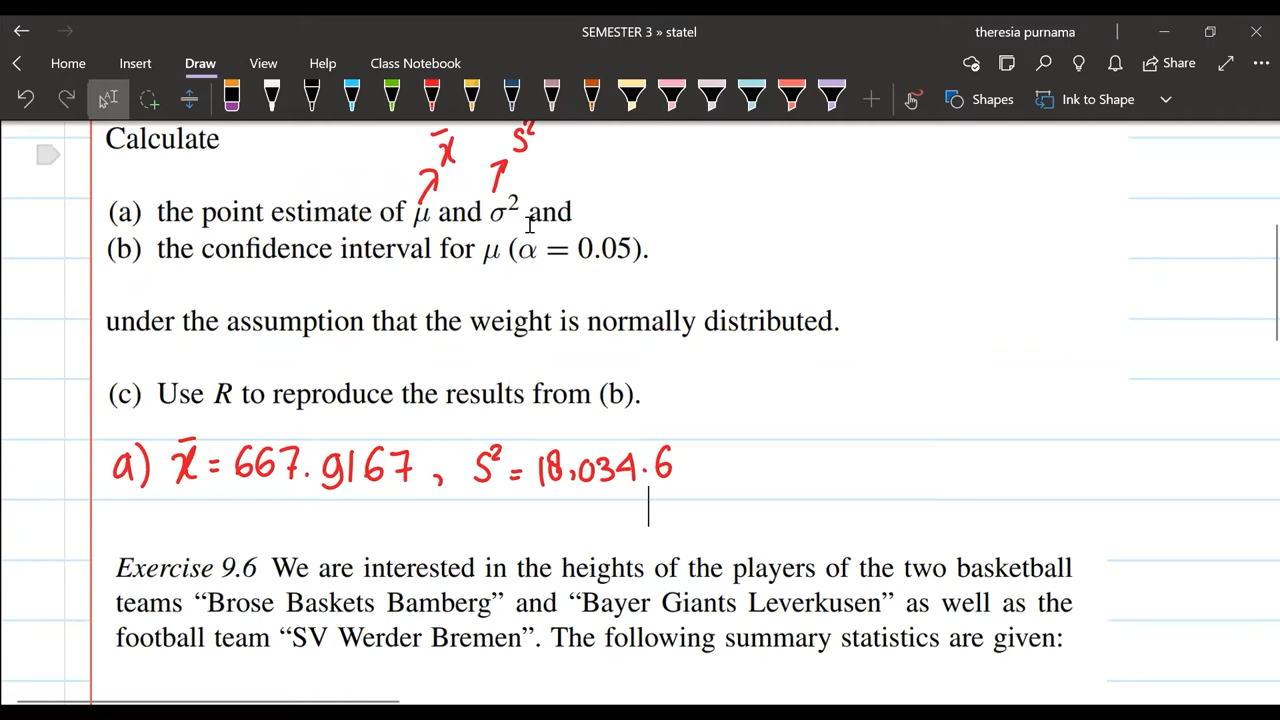 SEMESTER 3 » statel
theresia purnama
Home Insert Draw View Help Class Notebook
Share
A
Shapes
Ink to Shape
Calculate
x̄ S²
(a) the point estimate of μ and σ² and
(b) the confidence interval for μ (α = 0.05).
under the assumption that the weight is normally distributed.
(c) Use R to reproduce the results from (b).
a) x̄ = 667.9167 , S² = 18,034.6
Exercise 9.6 We are interested in the heights of the players of the two basketball
teams “Brose Baskets Bamberg” and “Bayer Giants Leverkusen” as well as the
football team “SV Werder Bremen”. The following summary statistics are given: